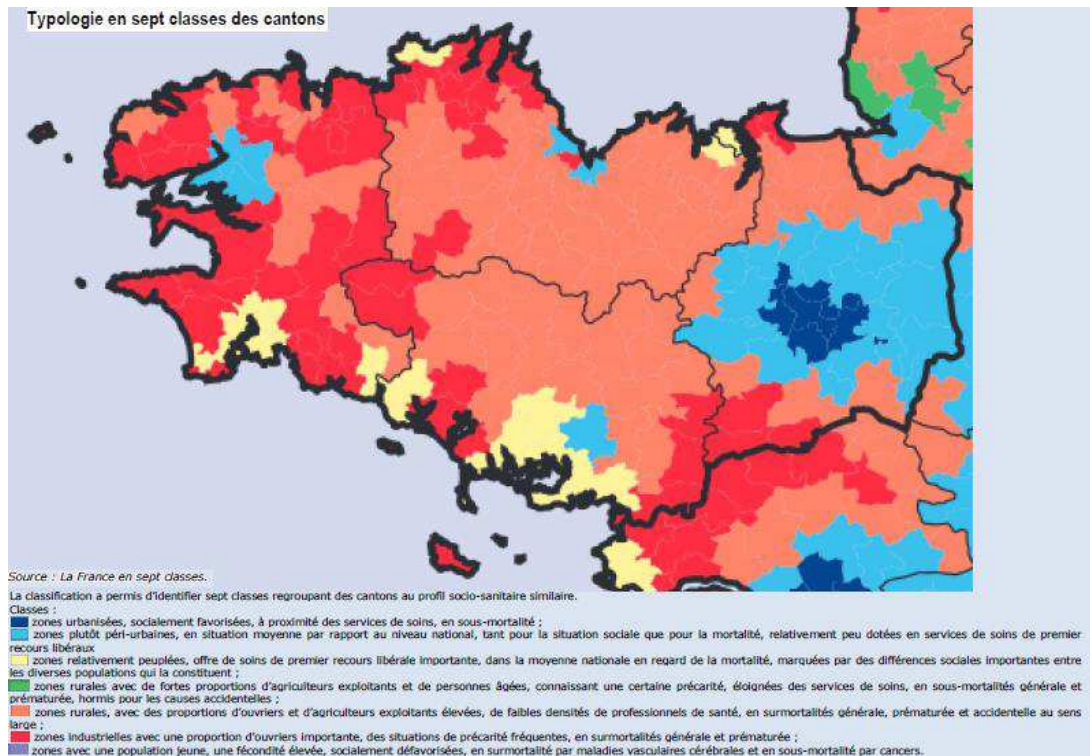 Typologie en sept classes des cantons
Source : La France en sept classes.
La classification a permis d'identifier sept classes regroupant des cantons au profil socio-sanitaire similaire.
Classes :
zones urbanisées, socialement favorisées, à proximité des services de soins, en sous-mortalité ;
zones plutôt péri-urbaines, en situation moyenne par rapport au niveau national, tant pour la situation sociale que pour la mortalité, relativement peu dotées en services de soins de premier
recours libéraux
zones relativement peuplées, offre de soins de premier recours libérale importante, dans la moyenne nationale en regard de la mortalité, marquées par des différences sociales importantes entre
les diverses populations qui la constituent ;
zones rurales avec de fortes proportions d'agriculteurs exploitants et de personnes âgées, connaissant une certaine précarité, éloignées des services de soins, en sous-mortalités générale et
prématurée, hormis pour les causes accidentelles ;
zones rurales, avec des proportions d'ouvriers et d'agriculteurs exploitants élevées, de faibles densités de professionnels de santé, en surmortalités générale, prématurée et accidentelle au sens
large ;
zones industrielles avec une proportion d'ouvriers importante, des situations de précarité fréquentes, en surmortalités générale et prématurée ;
zones avec une population jeune, une fécondité élevée, socialement défavorisées, en surmortalité par maladies vasculaires cérébrales et en sous-mortalité par cancers.